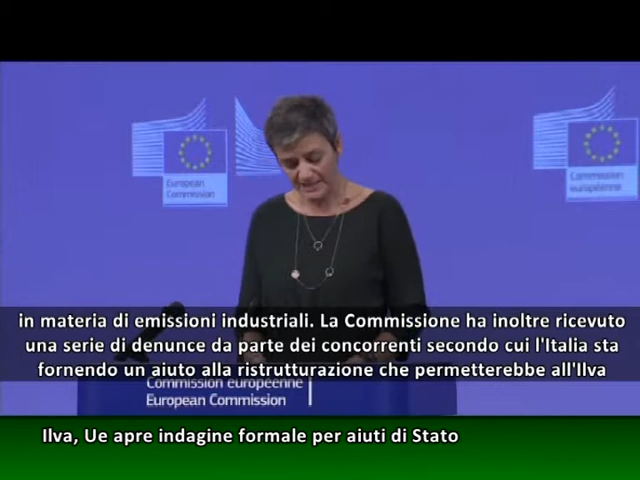 European
Commission
Commission
européenne
in materia di emissioni industriali. La Commissione ha inoltre ricevuto
una serie di denunce da parte dei concorrenti secondo cui l'Italia sta
fornendo un aiuto alla ristrutturazione che permetterebbe all'Ilva
Commission européenne
European Commission
Ilva, Ue apre indagine formale per aiuti di Stato